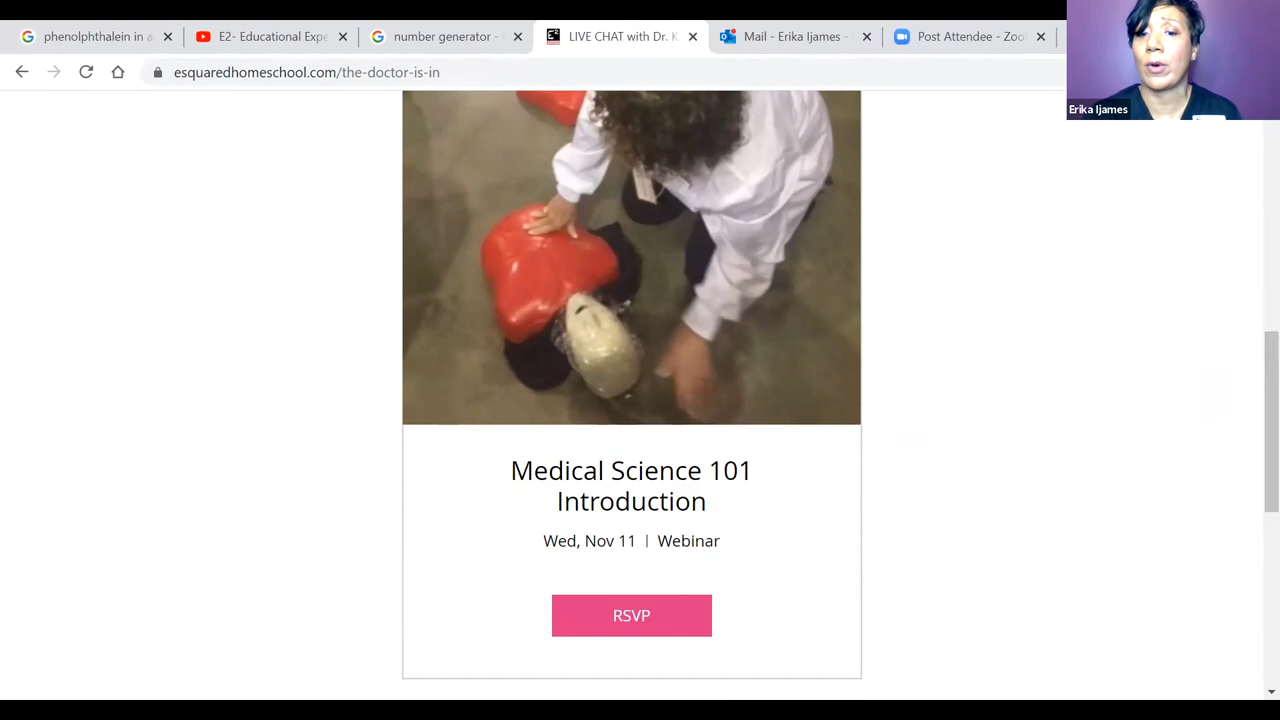 phenolphthalein in a
E2- Educational Expe
number generator -
LIVE CHAT with Dr. K
Mail - Erika Ijames -
Post Attendee - Zoo
esquaredhomeschool.com/the-doctor-is-in
Erika Ijames
Medical Science 101
Introduction
Wed, Nov 11 | Webinar
RSVP